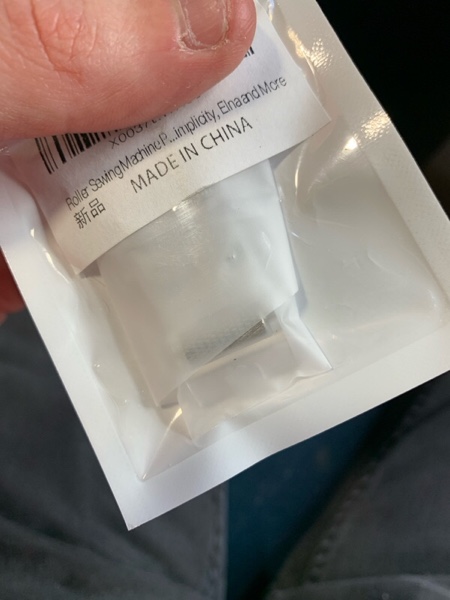 Roller Sewing Machine P...implicity, Elna and More
新品 MADE IN CHINA